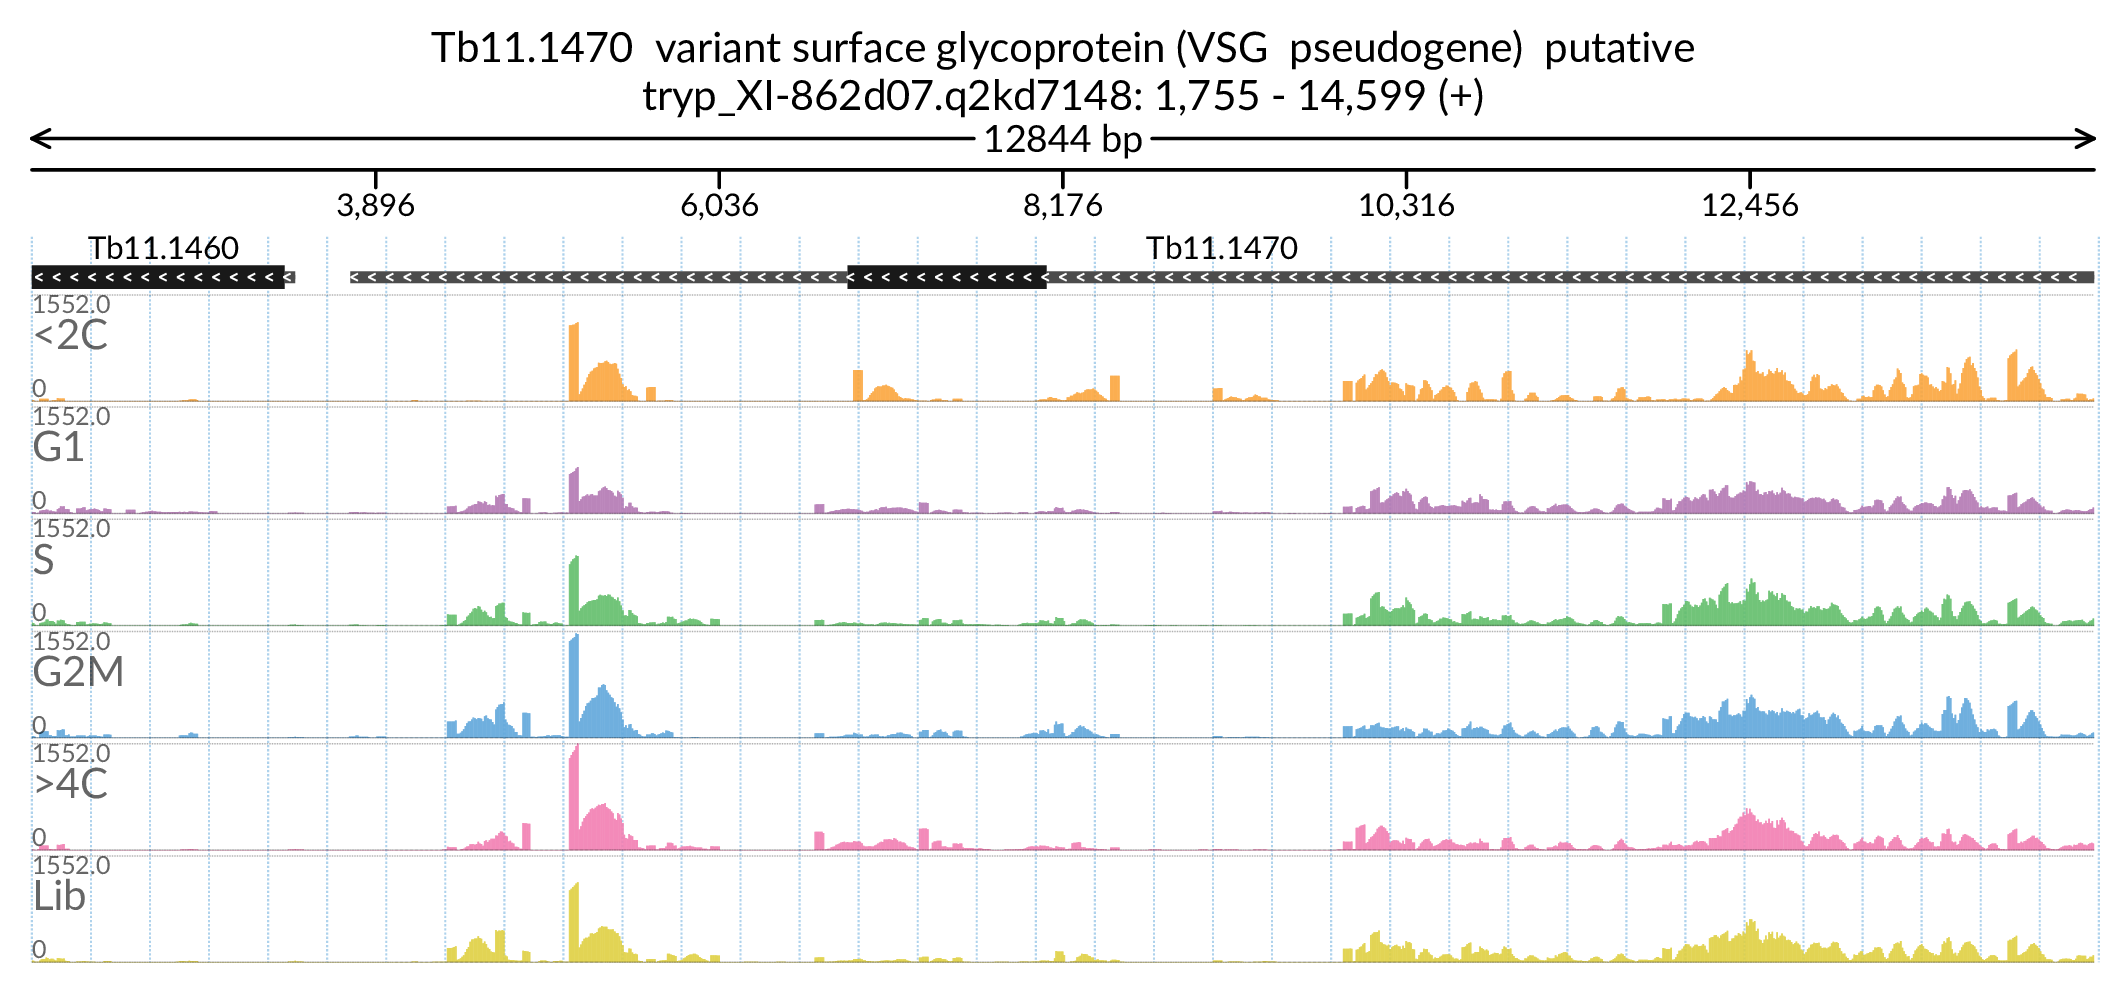 Tb11.1470 variant surface glycoprotein (VSG pseudogene) putative
tryp_XI-862d07.q2kd7148: 1,755 - 14,599 (+)
12844 bp
3,896 6,036 8,176 10,316 12,456
Tb11.1460 Tb11.1470
1552.0
<2C
0
1552.0
G1
0
1552.0
S
0
1552.0
G2M
0
1552.0
>4C
0
1552.0
Lib
0